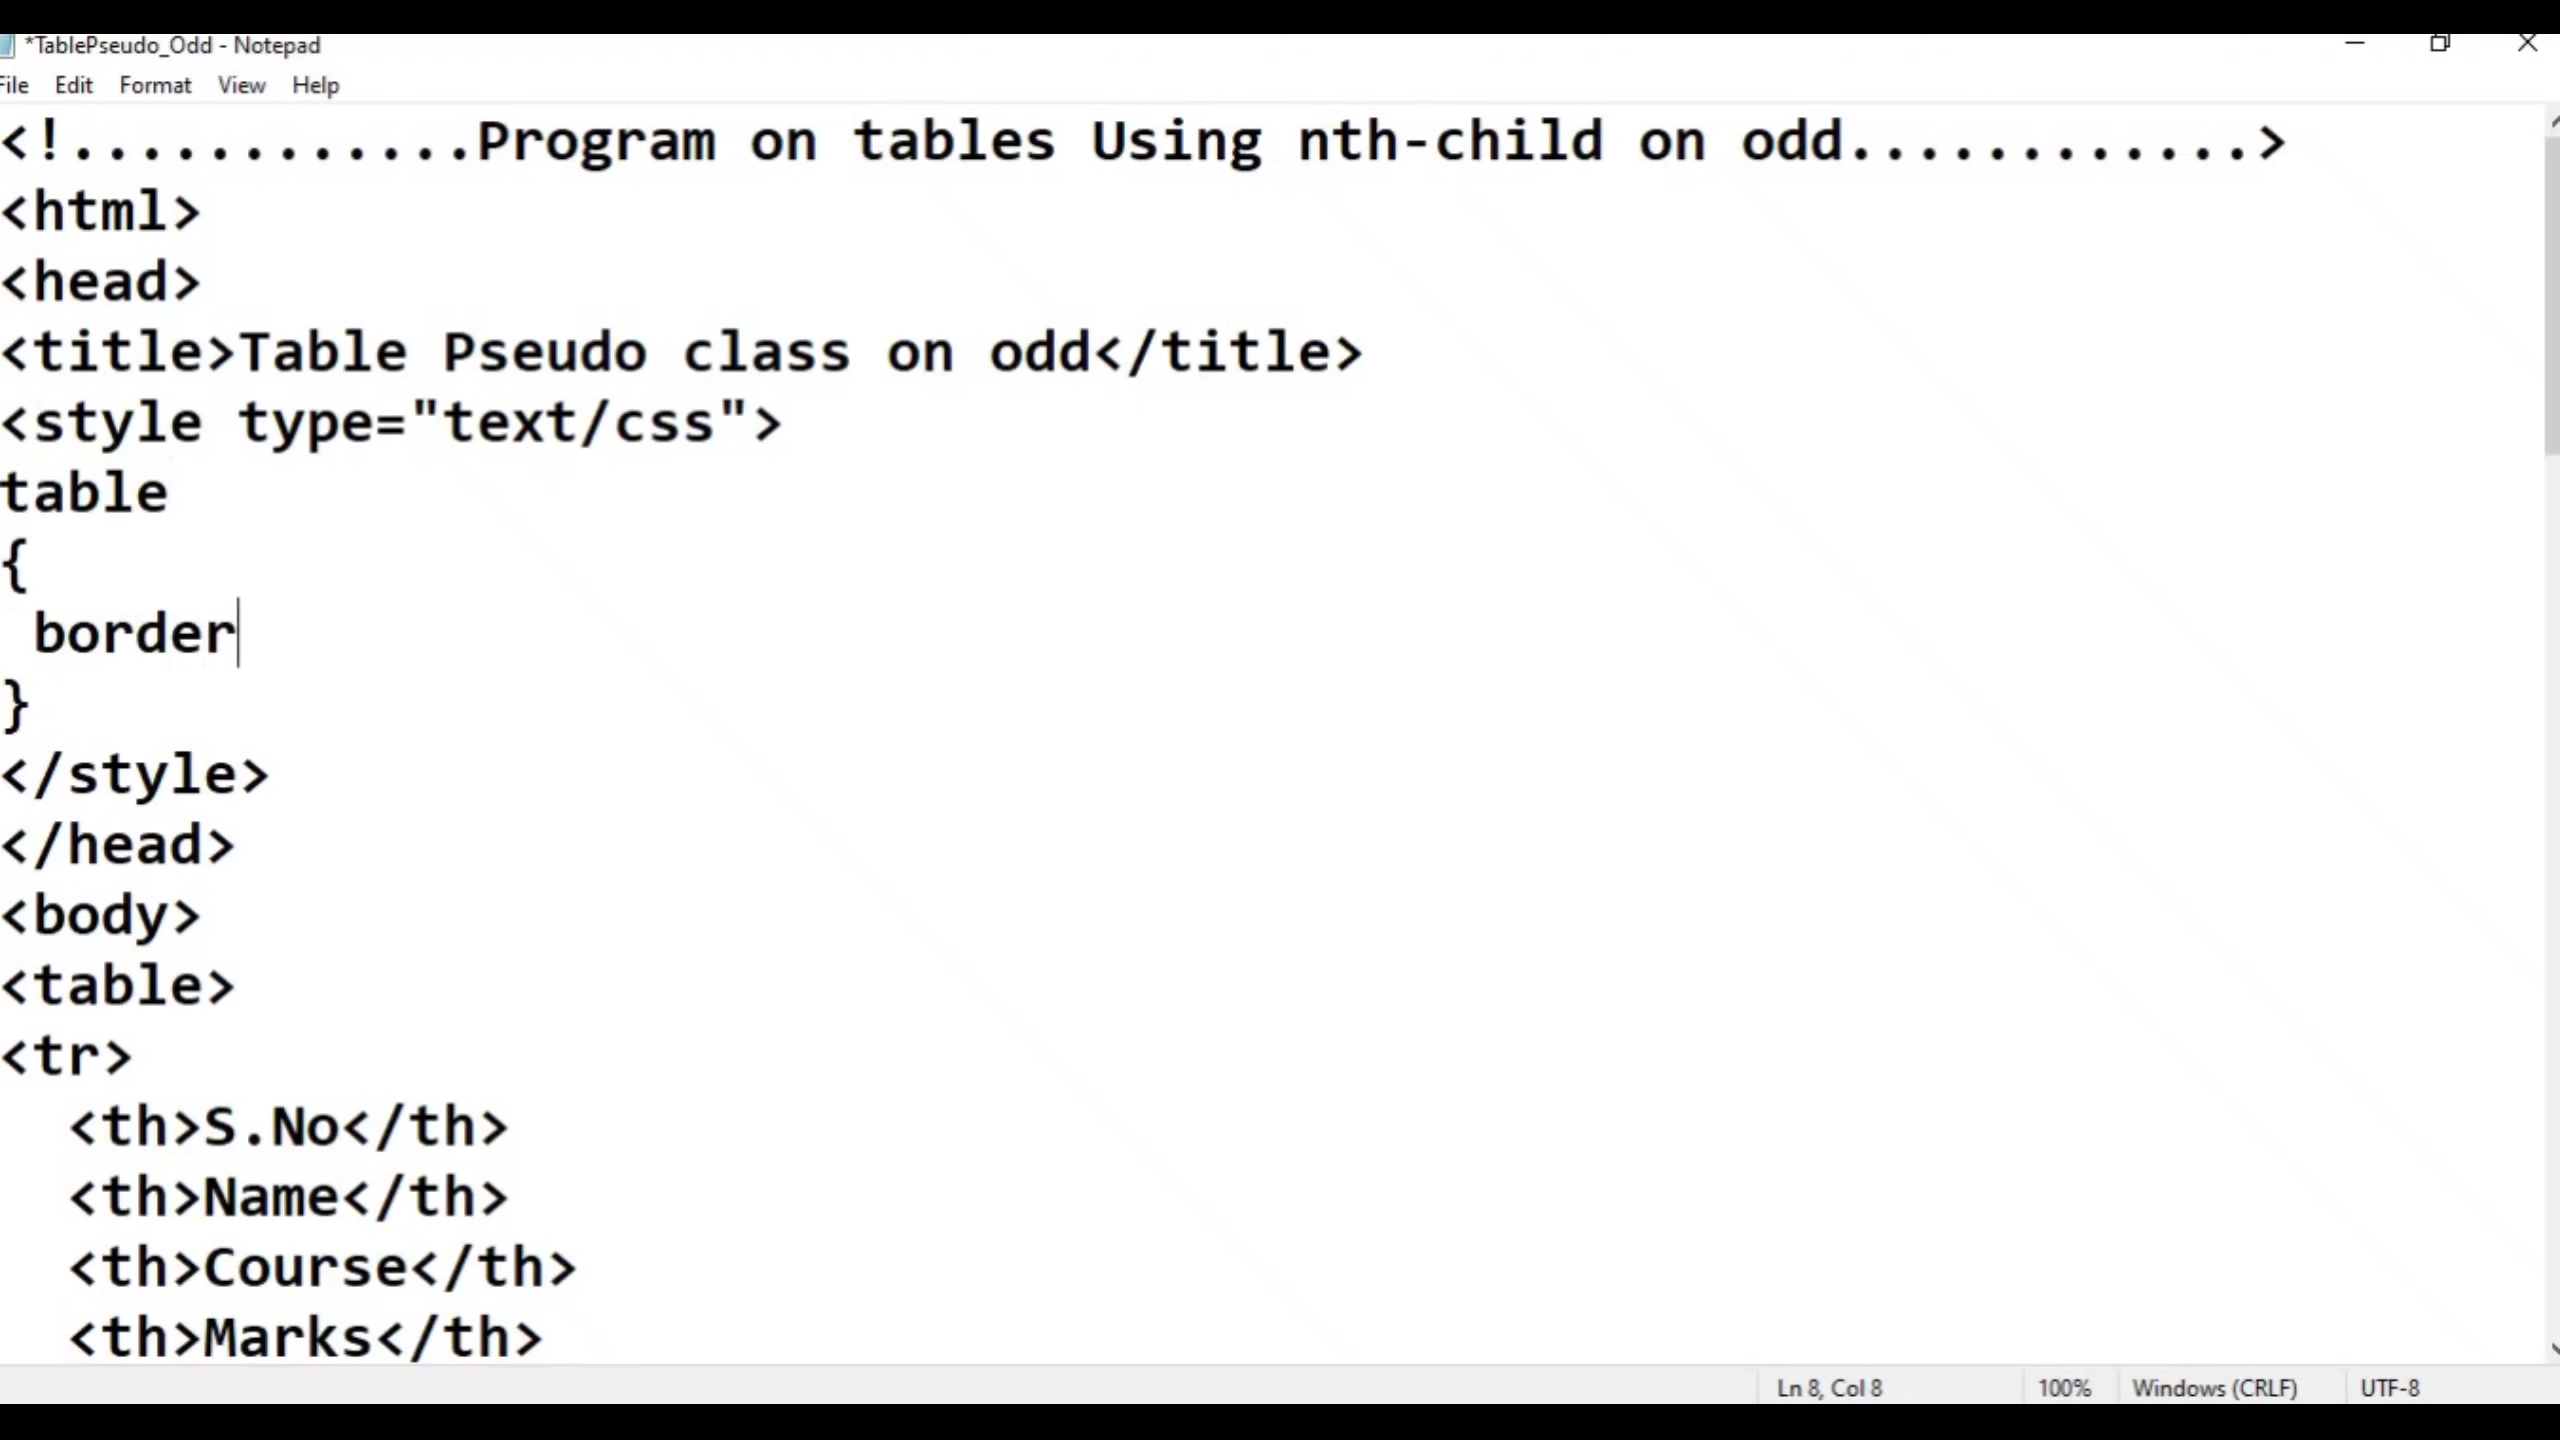 *TablePseudo_Odd - Notepad
File Edit Format View Help
<!............Program on tables Using nth-child on odd............>
<html>
<head>
<title>Table Pseudo class on odd</title>
<style type="text/css">
table
{
 border
}
</style>
</head>
<body>
<table>
<tr>
  <th>S.No</th>
  <th>Name</th>
  <th>Course</th>
  <th>Marks</th>
Ln 8, Col 8 100% Windows (CRLF) UTF-8